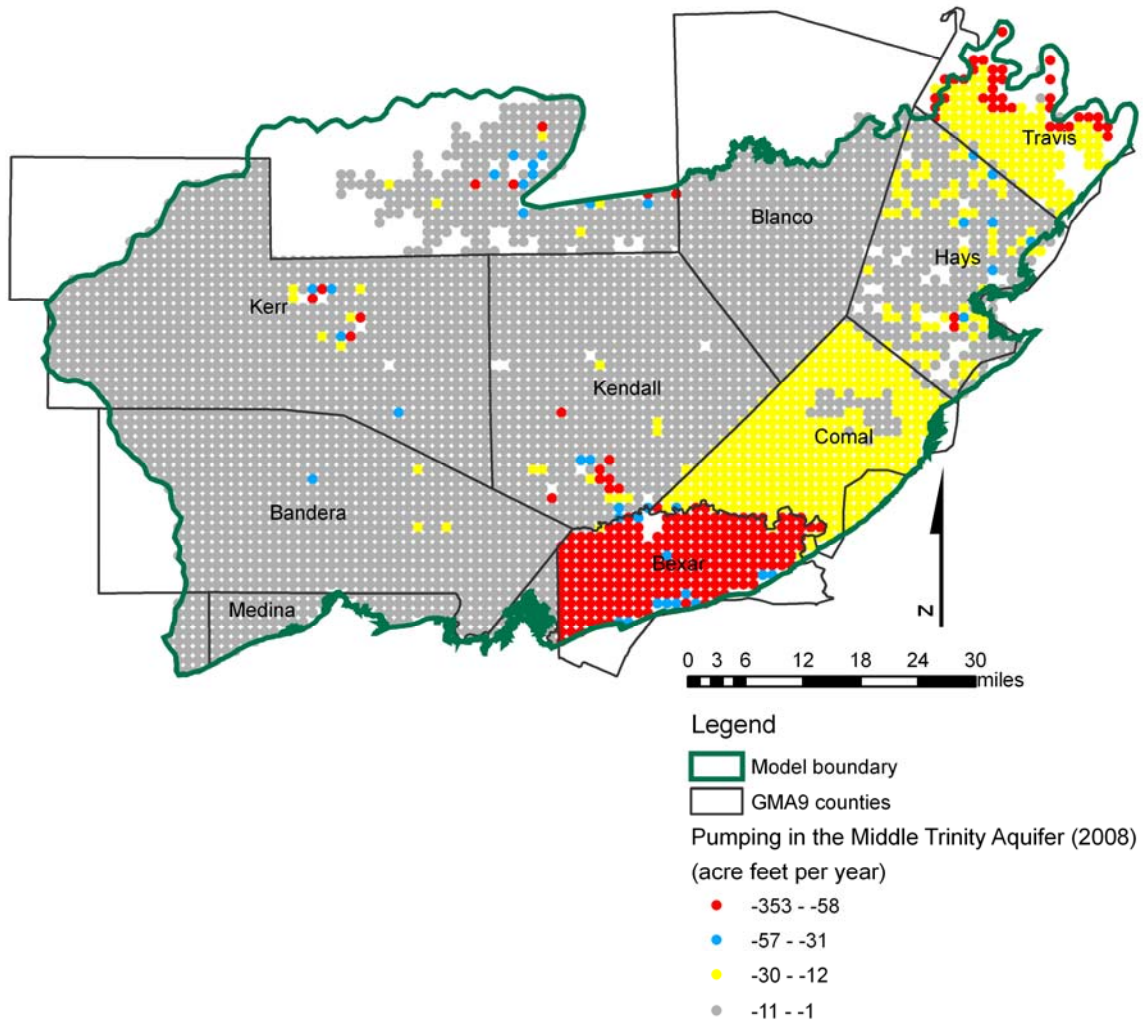 Travis
Blanco
Hays
Kerr
Kendall
Comal
Bandera
Bexar
Medina
N
0 3 6 12 18 24 30
miles
Legend
Model boundary
GMA9 counties
Pumping in the Middle Trinity Aquifer (2008)
(acre feet per year)
-353 - -58
-57 - -31
-30 - -12
-11 - -1